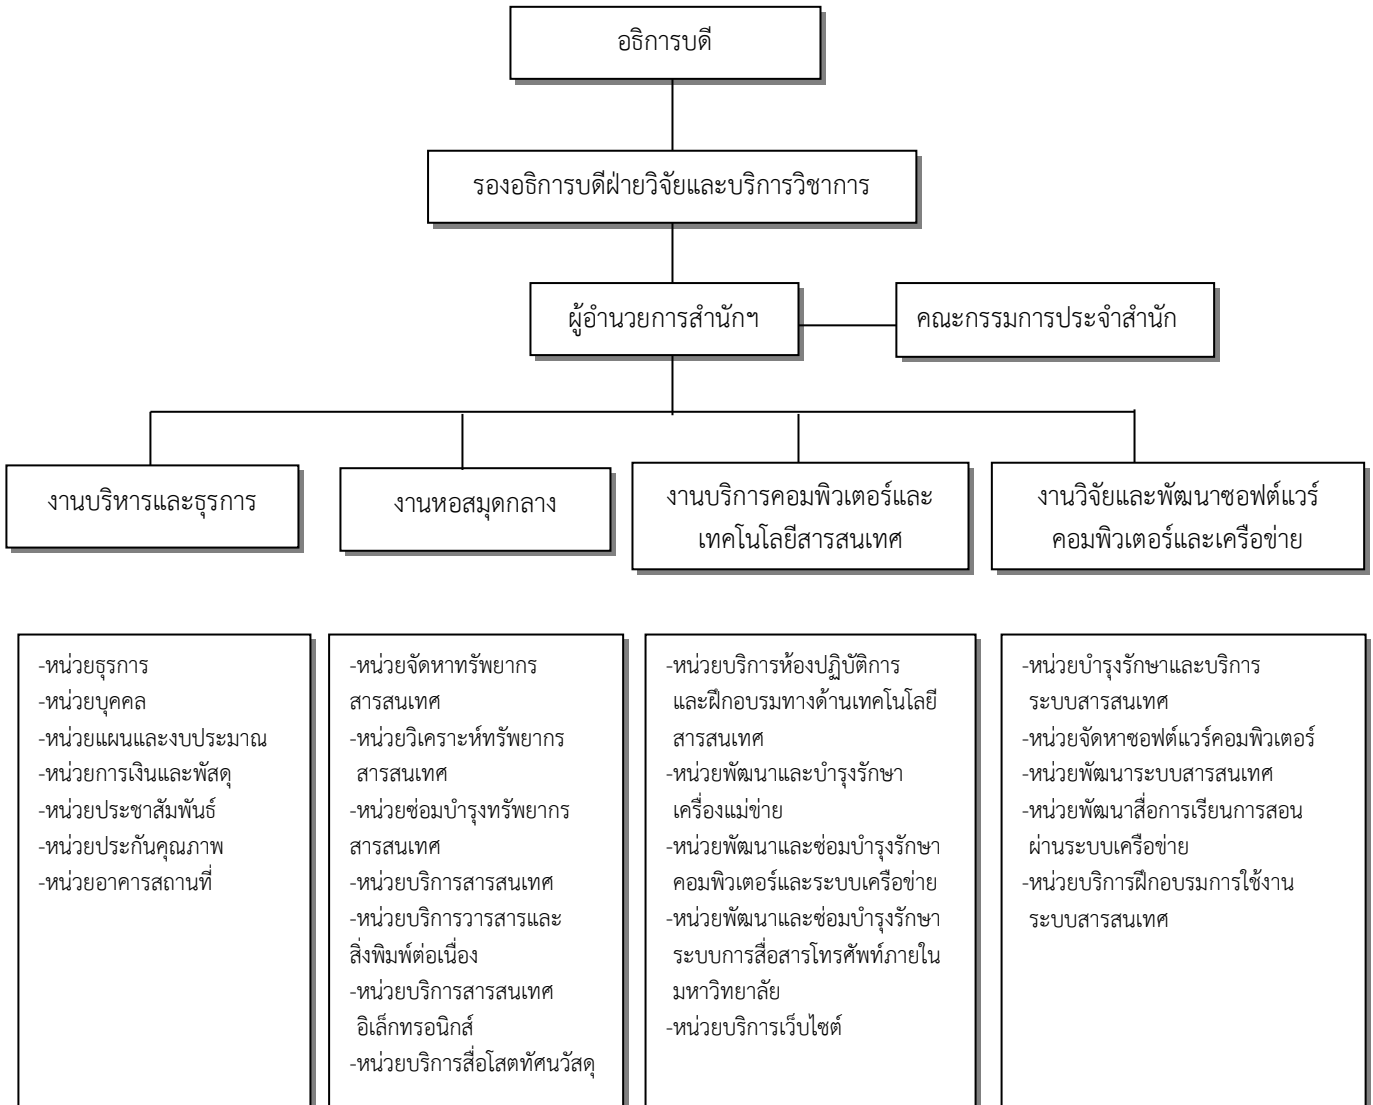 อธิการบดี
รองอธิการบดีฝ่ายวิจัยและบริการวิชาการ
ผู้อำนวยการสำนักฯ
คณะกรรมการประจำสำนัก
งานบริหารและธุรการ
งานหอสมุดกลาง
งานบริการคอมพิวเตอร์และ
เทคโนโลยีสารสนเทศ
งานวิจัยและพัฒนาซอฟต์แวร์
คอมพิวเตอร์และเครือข่าย
-หน่วยธุรการ
-หน่วยบุคคล
-หน่วยแผนและงบประมาณ
-หน่วยการเงินและพัสดุ
-หน่วยประชาสัมพันธ์
-หน่วยประกันคุณภาพ
-หน่วยอาคารสถานที่
-หน่วยจัดหาทรัพยากร
สารสนเทศ
-หน่วยวิเคราะห์ทรัพยากร
สารสนเทศ
-หน่วยซ่อมบำรุงทรัพยากร
สารสนเทศ
-หน่วยบริการสารสนเทศ
-หน่วยบริการวารสารและ
สิ่งพิมพ์ต่อเนื่อง
-หน่วยบริการสารสนเทศ
อิเล็กทรอนิกส์
-หน่วยบริการสื่อโสตทัศนวัสดุ
-หน่วยบริการห้องปฏิบัติการ
และฝึกอบรมทางด้านเทคโนโลยี
สารสนเทศ
-หน่วยพัฒนาและบำรุงรักษา
เครื่องแม่ข่าย
-หน่วยพัฒนาและซ่อมบำรุงรักษา
คอมพิวเตอร์และระบบเครือข่าย
-หน่วยพัฒนาและซ่อมบำรุงรักษา
ระบบการสื่อสารโทรศัพท์ภายใน
มหาวิทยาลัย
-หน่วยบริการเว็บไซต์
-หน่วยบำรุงรักษาและบริการ
ระบบสารสนเทศ
-หน่วยจัดหาซอฟต์แวร์คอมพิวเตอร์
-หน่วยพัฒนาระบบสารสนเทศ
-หน่วยพัฒนาสื่อการเรียนการสอน
ผ่านระบบเครือข่าย
-หน่วยบริการฝึกอบรมการใช้งาน
ระบบสารสนเทศ